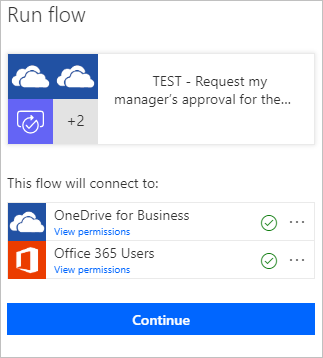 Run flow
TEST - Request my
manager's approval for the...
+2
This flow will connect to:
OneDrive for Business
View permissions
Office 365 Users
View permissions
Continue